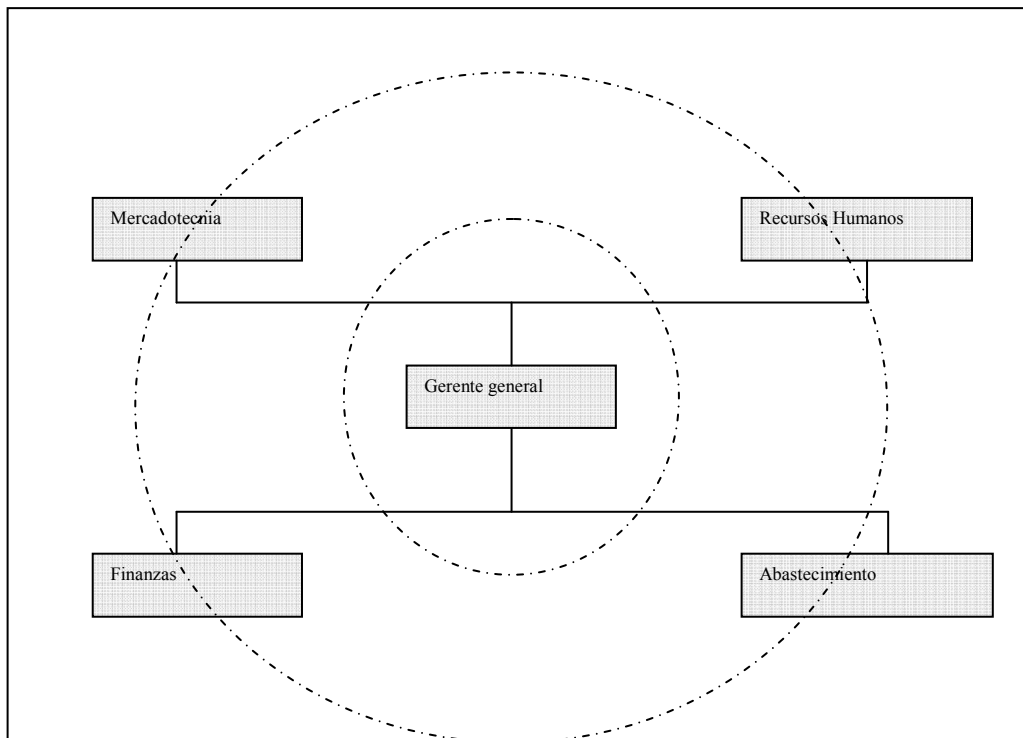 Mercadotecnia
Recursos Humanos
Gerente general
Finanzas
Abastecimiento